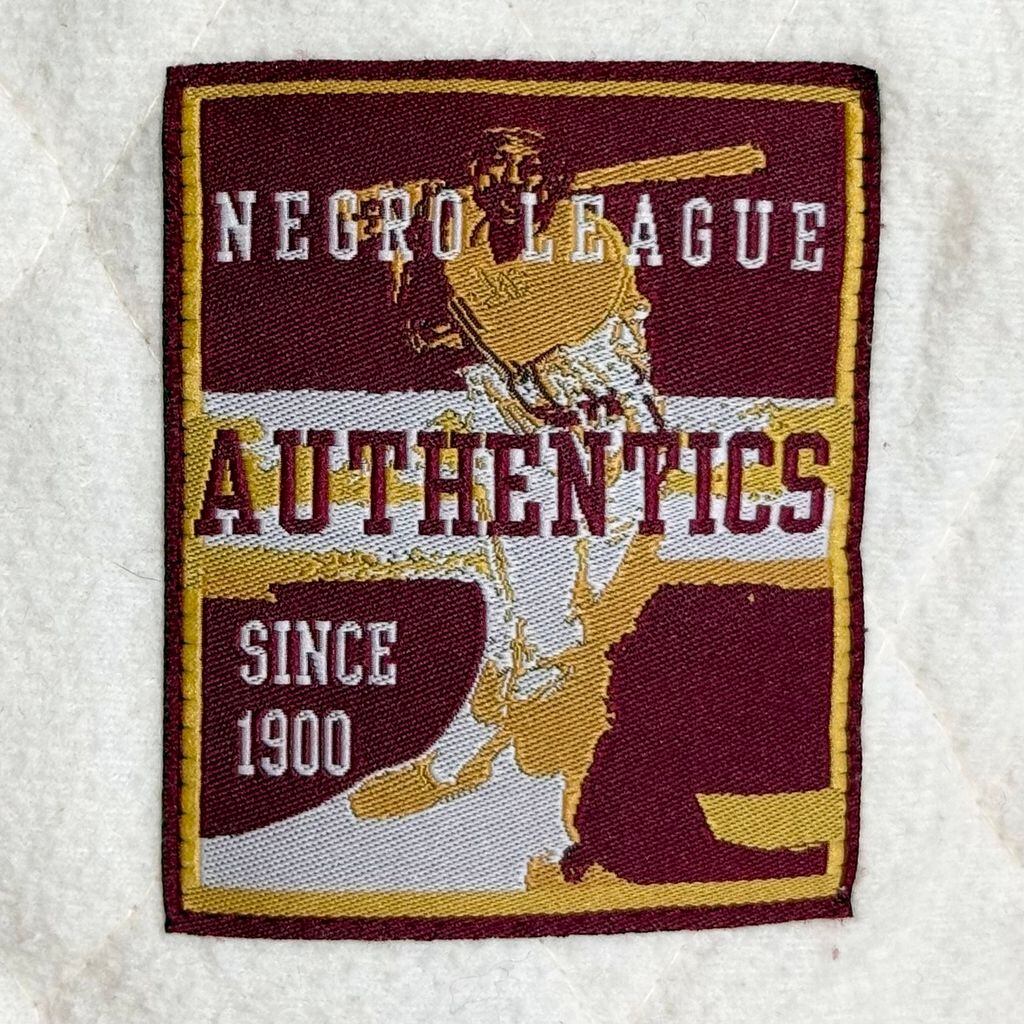 NEGRO LEAGUE
AUTHENTICS
SINCE
1900